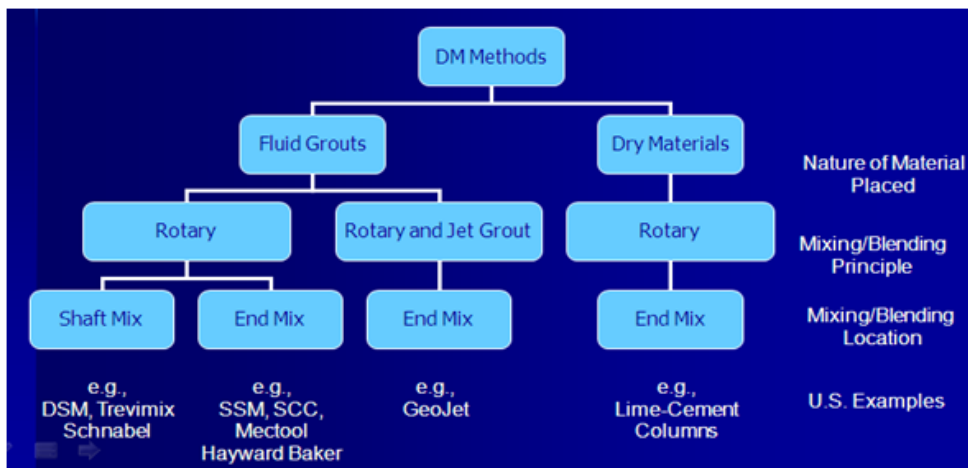 DM Methods
Fluid Grouts
Dry Materials
Nature of Material
Placed
Rotary
Rotary and Jet Grout
Rotary
Mixing/Blending
Principle
Shaft Mix
End Mix
End Mix
End Mix
Mixing/Blending
Location
e.g.,
DSM, Trevimix
Schnabel
e.g.,
SSM, SCC,
Mectool
Hayward Baker
e.g.,
GeoJet
e.g.,
Lime-Cement
Columns
U.S. Examples